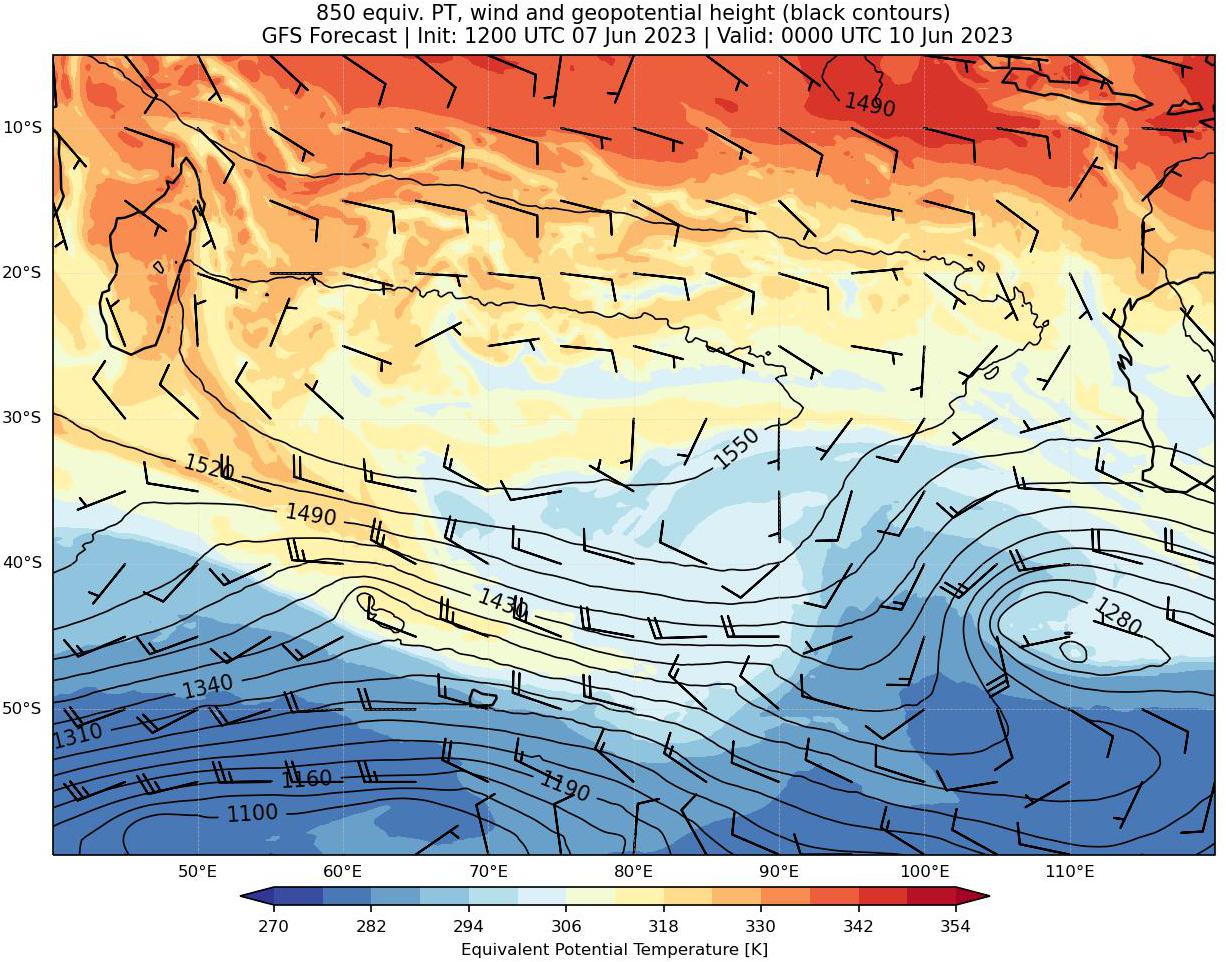 850 equiv. PT, wind and geopotential height (black contours)
GFS Forecast | Init: 1200 UTC 07 Jun 2023 | Valid: 0000 UTC 10 Jun 2023
1490
10°S
20°S
30°S
1550
1520
1490
40°S
1430
1280
1340
50°S
1310
1160
1190
1100
50°E 60°E 70°E 80°E 90°E 100°E 110°E
270 282 294 306 318 330 342 354
Equivalent Potential Temperature [K]